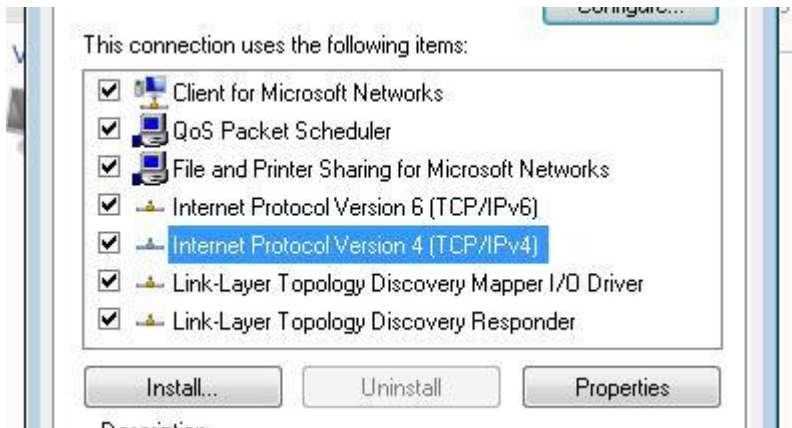 Configure...
This connection uses the following items:
Client for Microsoft Networks
QoS Packet Scheduler
File and Printer Sharing for Microsoft Networks
Internet Protocol Version 6 (TCP/IPv6)
Internet Protocol Version 4 (TCP/IPv4)
Link-Layer Topology Discovery Mapper I/O Driver
Link-Layer Topology Discovery Responder
Install... Uninstall Properties
Description